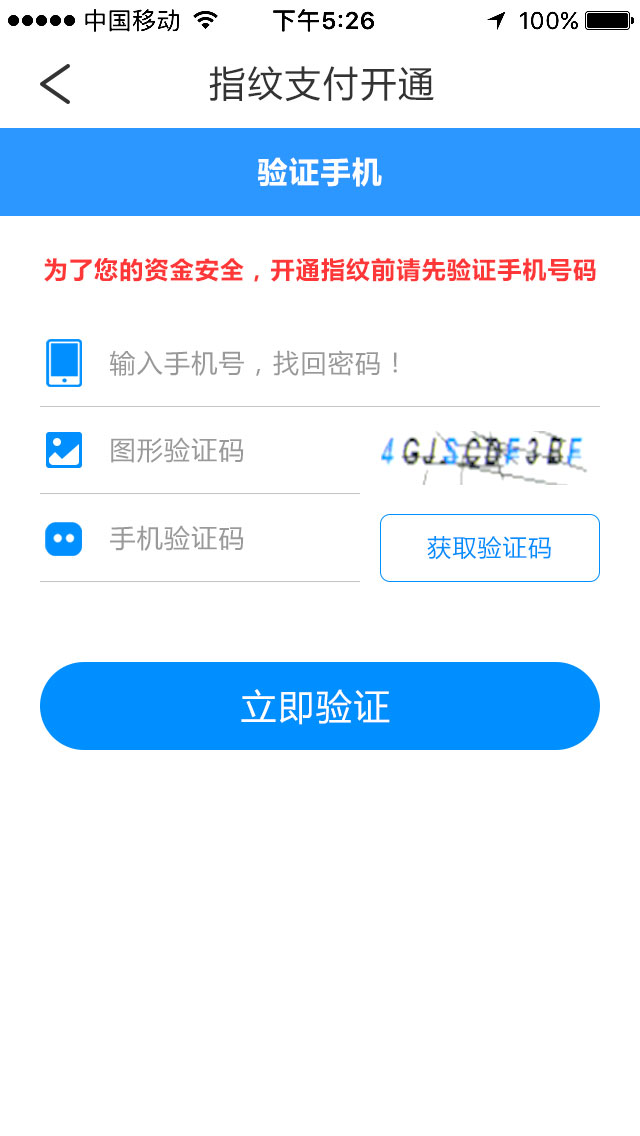 中国移动 下午5:26 100%
指纹支付开通
验证手机
为了您的资金安全，开通指纹前请先验证手机号码
输入手机号，找回密码！
图形验证码
手机验证码
获取验证码
立即验证